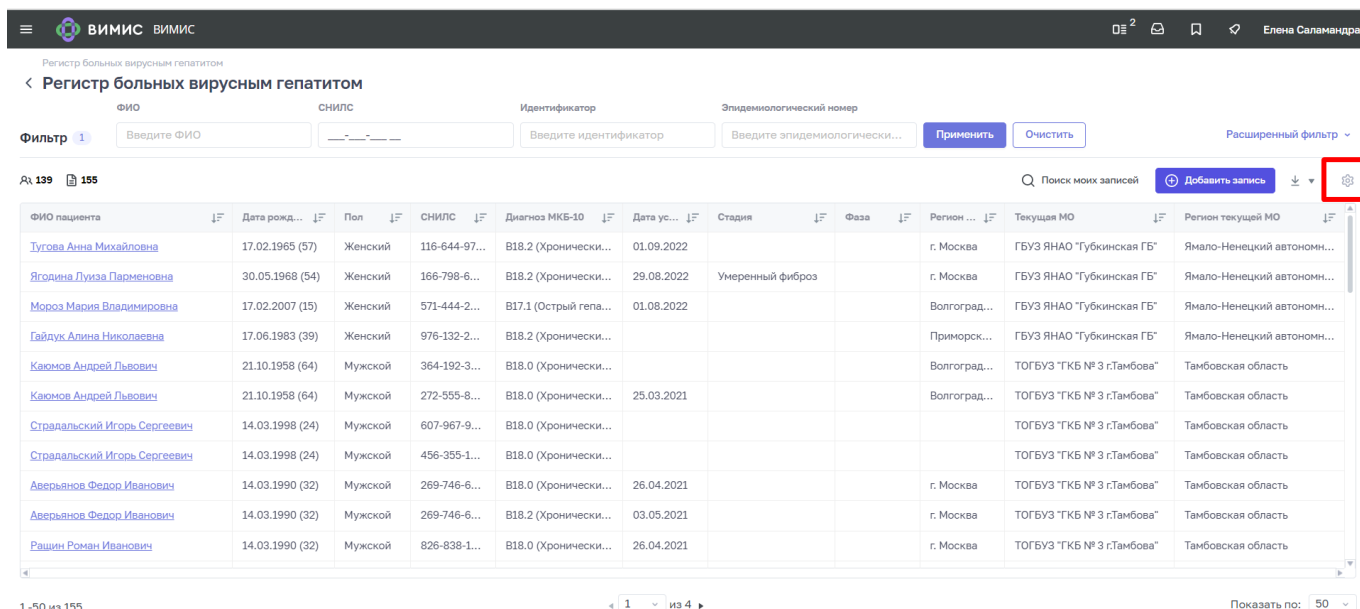 ВИМИС ВИМИС 2 Елена Саламандра
Регистр больных вирусным гепатитом
Регистр больных вирусным гепатитом
ФИО СНИЛС Идентификатор Эпидемиологический номер
Фильтр 1 Введите ФИО ___-___-___ __ Введите идентификатор Введите эпидемиологически... Применить Очистить Расширенный фильтр
139 155 Поиск моих записей Добавить запись
ФИО пациента Дата рожд... Пол СНИЛС Диагноз МКБ-10 Дата ус... Стадия Фаза Регион ... Текущая МО Регион текущей МО
Тугова Анна Михайловна 17.02.1965 (57) Женский 116-644-97... B18.2 (Хронически... 01.09.2022 г. Москва ГБУЗ ЯНАО "Губкинская ГБ" Ямало-Ненецкий автономн...
Ягодина Луиза Парменовна 30.05.1968 (54) Женский 166-798-6... B18.2 (Хронически... 29.08.2022 Умеренный фиброз г. Москва ГБУЗ ЯНАО "Губкинская ГБ" Ямало-Ненецкий автономн...
Мороз Мария Владимировна 17.02.2007 (15) Женский 571-444-2... B17.1 (Острый гепа... 01.08.2022 Волгоград... ГБУЗ ЯНАО "Губкинская ГБ" Ямало-Ненецкий автономн...
Гайдук Алина Николаевна 17.06.1983 (39) Женский 976-132-2... B18.2 (Хронически... Приморск... ГБУЗ ЯНАО "Губкинская ГБ" Ямало-Ненецкий автономн...
Каюмов Андрей Львович 21.10.1958 (64) Мужской 364-192-3... B18.0 (Хронически... Волгоград... ТОГБУЗ "ГКБ № 3 г.Тамбова" Тамбовская область
Каюмов Андрей Львович 21.10.1958 (64) Мужской 272-555-8... B18.0 (Хронически... 25.03.2021 Волгоград... ТОГБУЗ "ГКБ № 3 г.Тамбова" Тамбовская область
Страдальский Игорь Сергеевич 14.03.1998 (24) Мужской 607-967-9... B18.0 (Хронически... ТОГБУЗ "ГКБ № 3 г.Тамбова" Тамбовская область
Страдальский Игорь Сергеевич 14.03.1998 (24) Мужской 456-355-1... B18.0 (Хронически... ТОГБУЗ "ГКБ № 3 г.Тамбова" Тамбовская область
Аверьянов Федор Иванович 14.03.1990 (32) Мужской 269-746-6... B18.0 (Хронически... 26.04.2021 г. Москва ТОГБУЗ "ГКБ № 3 г.Тамбова" Тамбовская область
Аверьянов Федор Иванович 14.03.1990 (32) Мужской 269-746-6... B18.2 (Хронически... 03.05.2021 г. Москва ТОГБУЗ "ГКБ № 3 г.Тамбова" Тамбовская область
Ращин Роман Иванович 14.03.1990 (32) Мужской 826-838-1... B18.0 (Хронически... 26.04.2021 г. Москва ТОГБУЗ "ГКБ № 3 г.Тамбова" Тамбовская область
1 -50 из 155 1 из 4 Показать по: 50